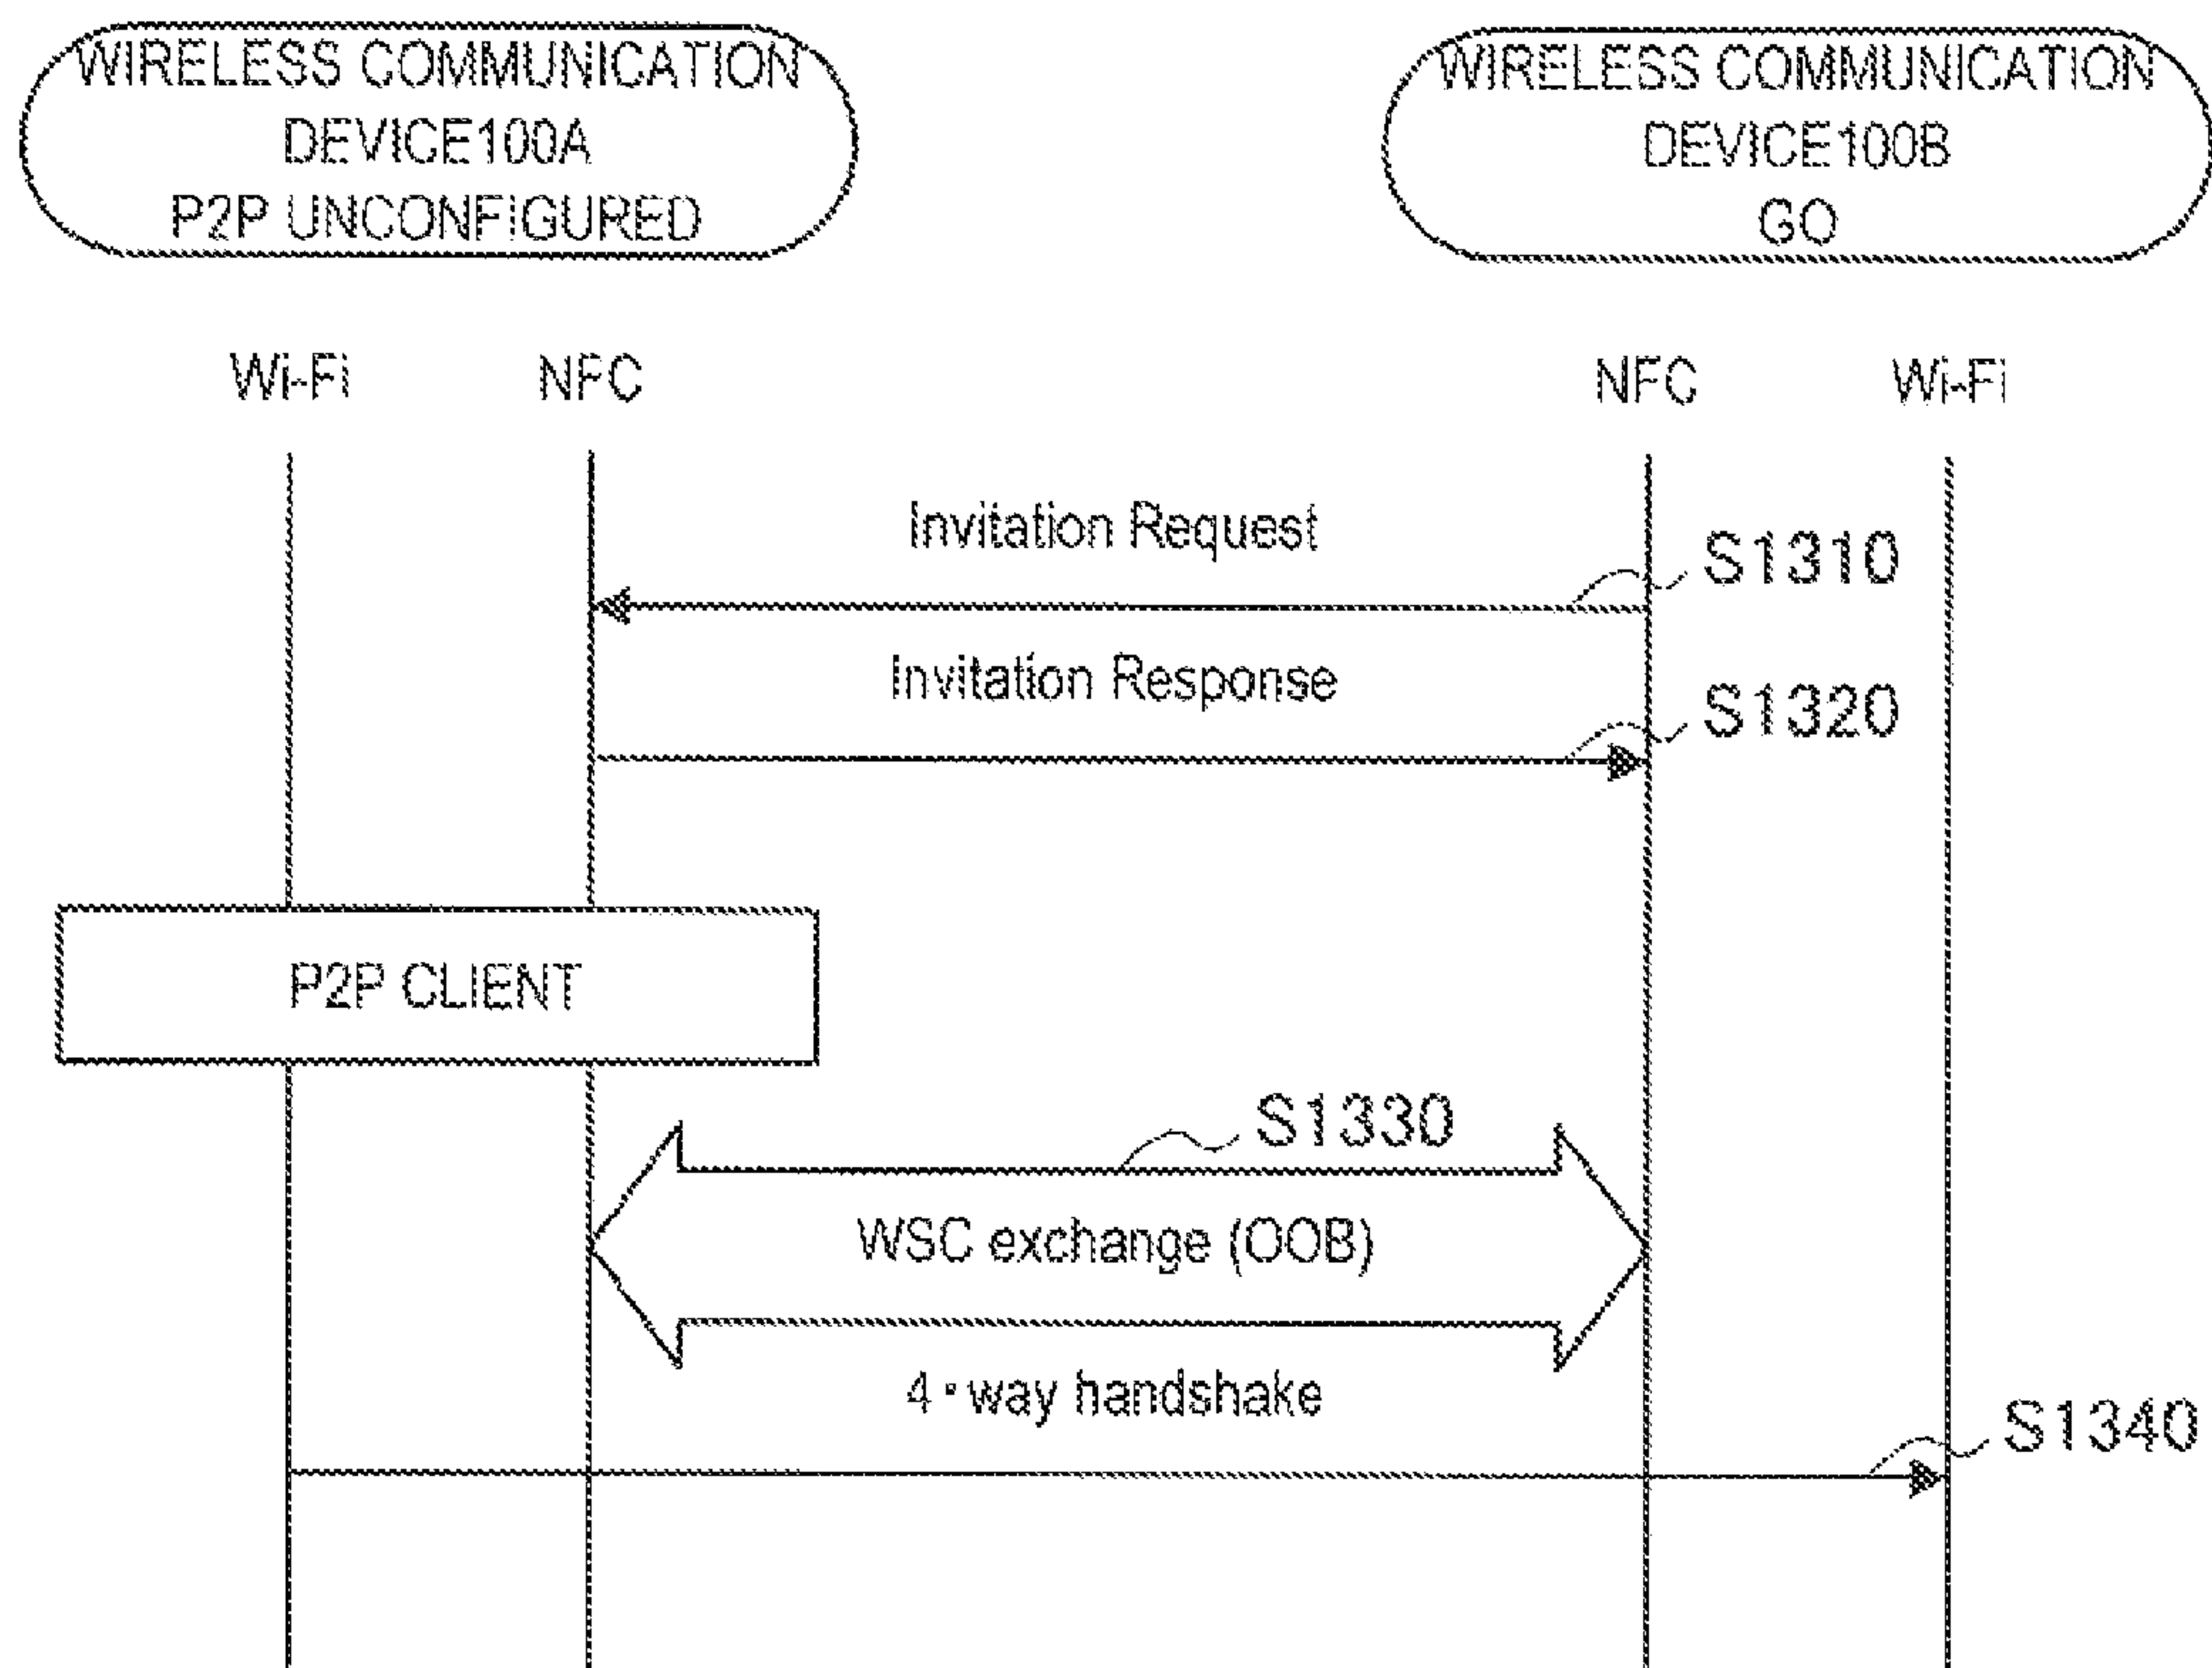 WIRELESS COMMUNICATION
DEVICE100A
P2P UNCONFIGURED
WIRELESS COMMUNICATION
DEVICE100B
GO
Wi-Fi
NFC
NFC
Wi-Fi
Invitation Request
S1310
Invitation Response
S1320
P2P CLIENT
S1330
WSC exchange (OOB)
4・way handshake
S1340